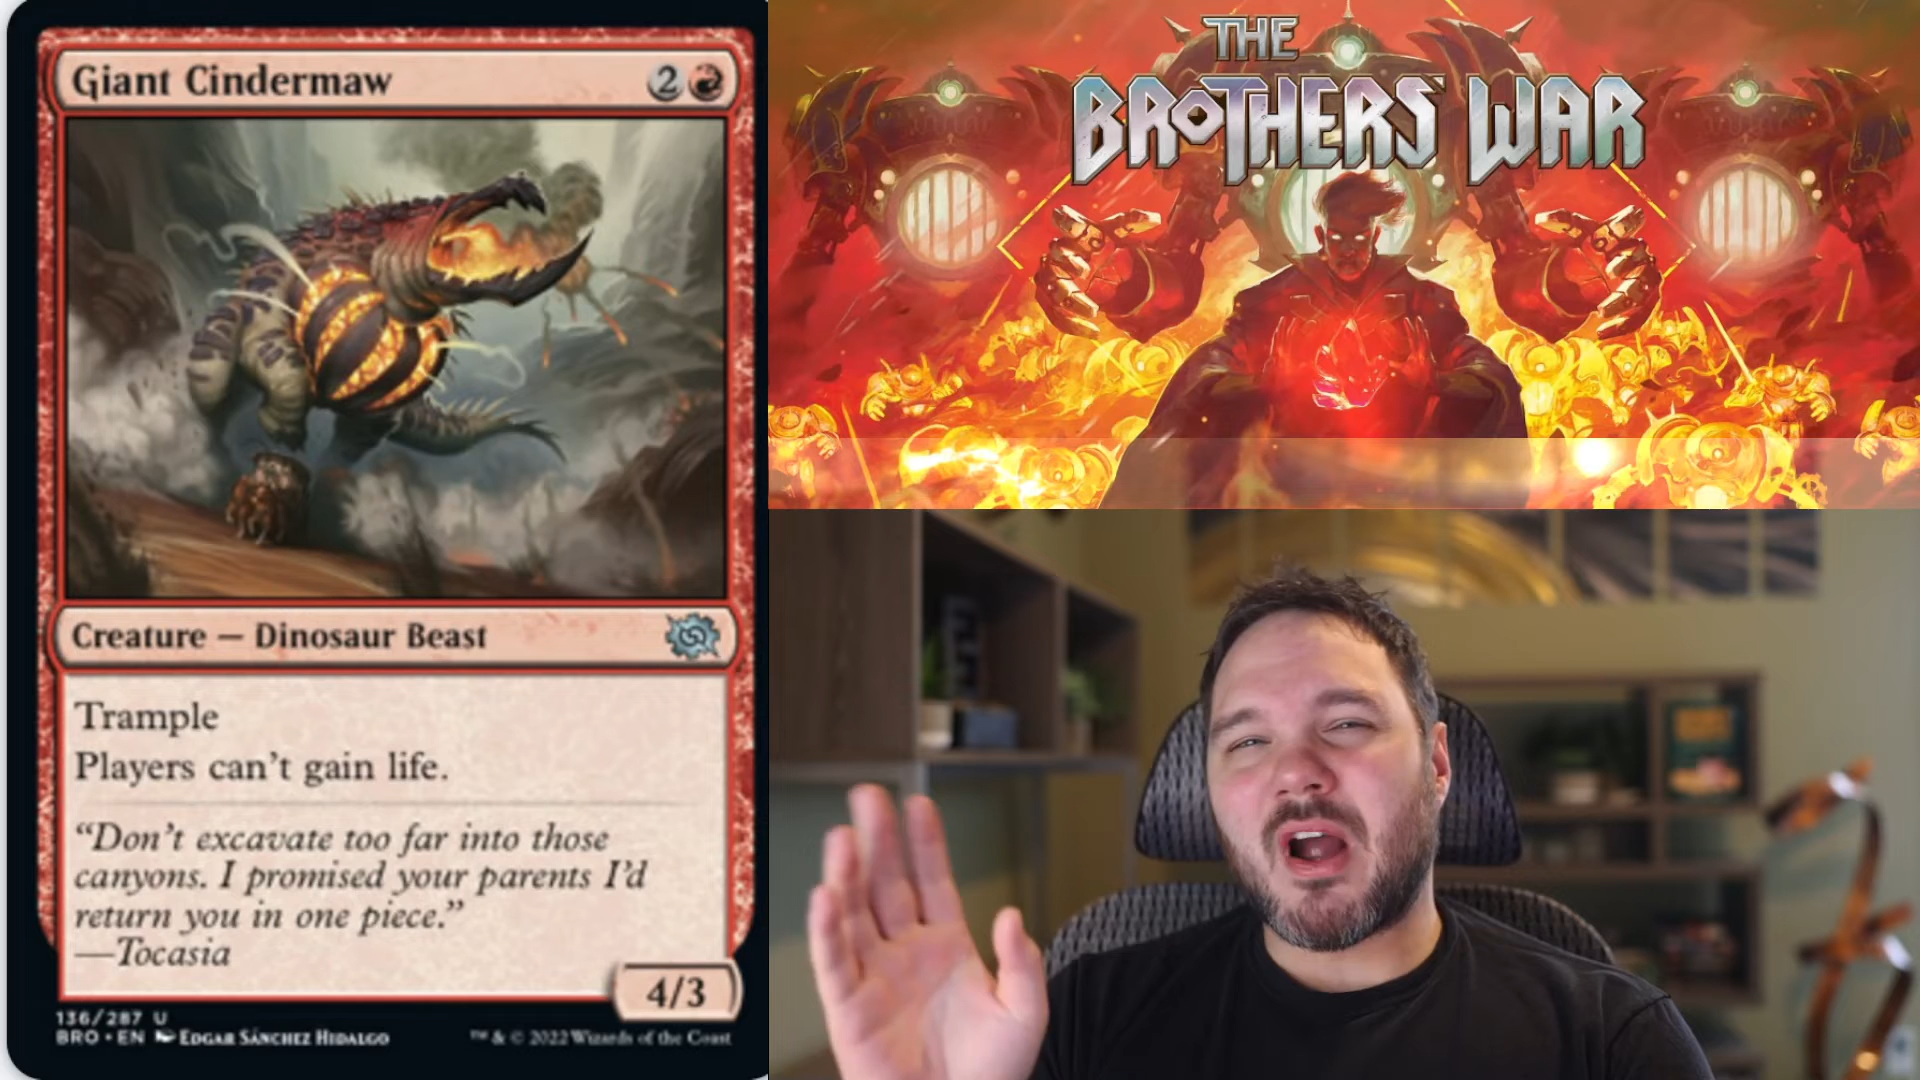 Giant Cindermaw
2
Creature — Dinosaur Beast
Trample
Players can't gain life.
“Don't excavate too far into those
canyons. I promised your parents I'd
return you in one piece.”
—Tocasia
4/3
136/287 U
BRO • EN EDGAR SÁNCHEZ HIDALGO
™ & © 2022 Wizards of the Coast
THE
BROTHERS' WAR